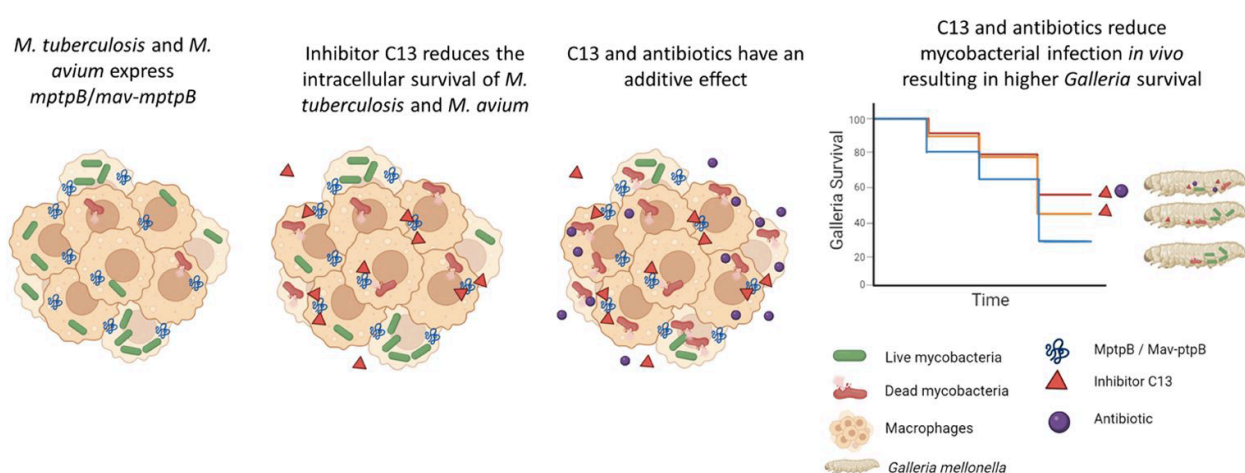 M. tuberculosis and M.
avium express
mptpB/mav-mptpB
Inhibitor C13 reduces the
intracellular survival of M.
tuberculosis and M. avium
C13 and antibiotics have an
additive effect
C13 and antibiotics reduce
mycobacterial infection in vivo
resulting in higher Galleria survival
Galleria Survival
100
80
60
40
20
0
Time
Live mycobacteria
Dead mycobacteria
Macrophages
Galleria mellonella
MptpB / Mav-ptpB
Inhibitor C13
Antibiotic